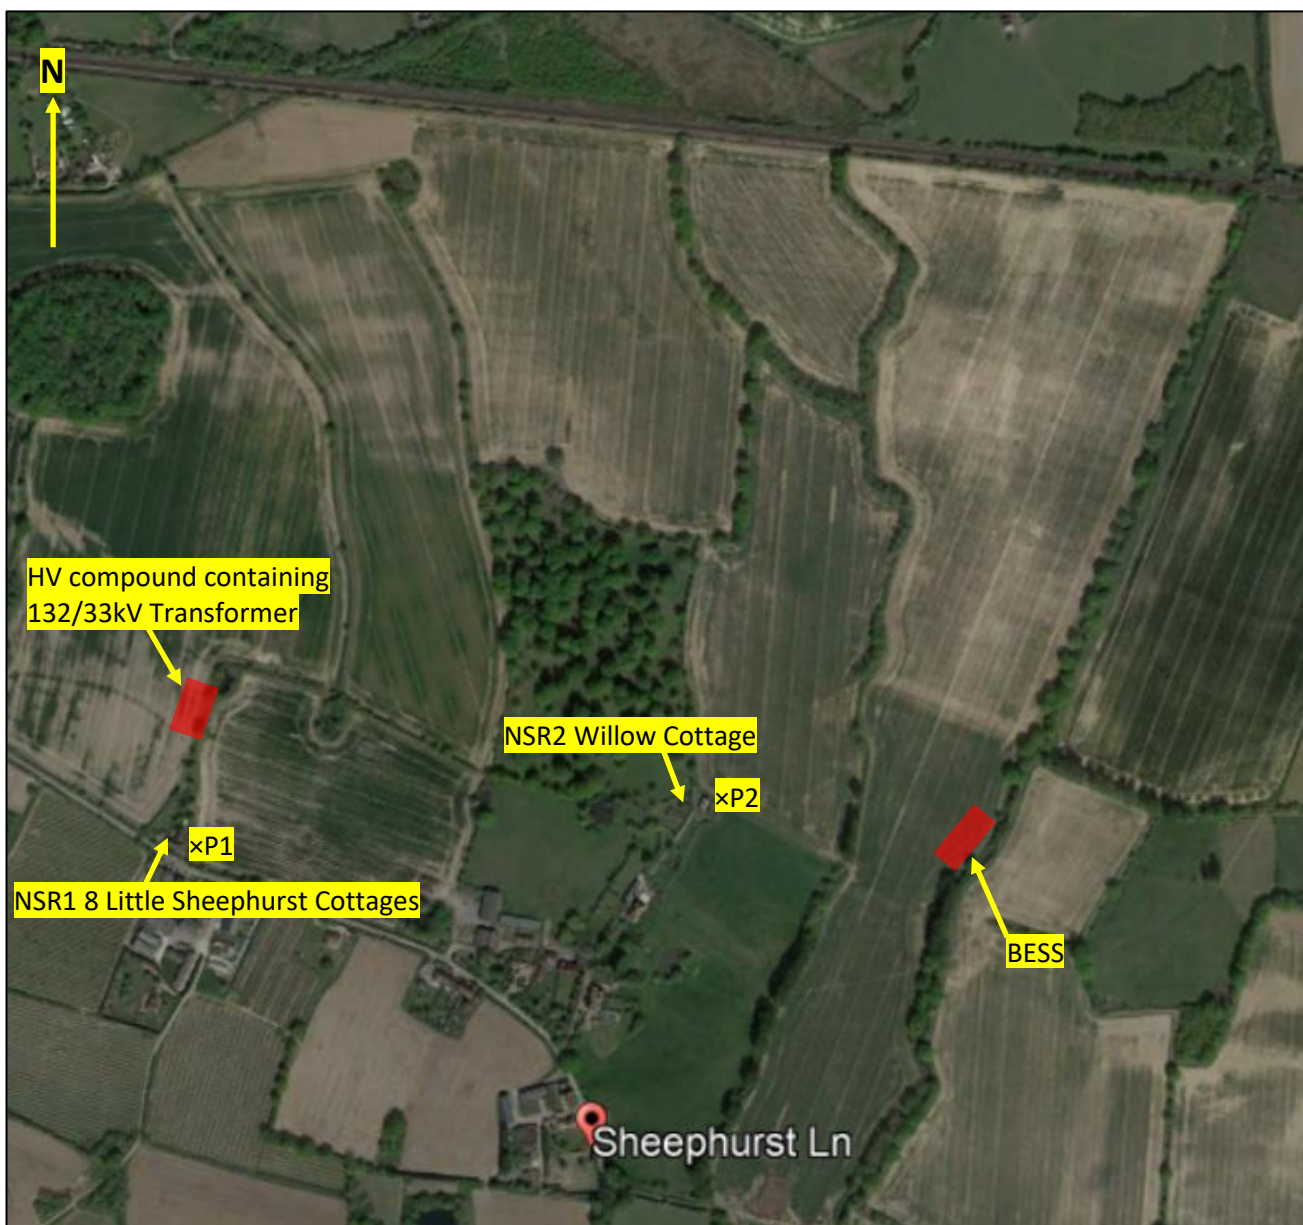 N
HV compound containing
132/33kV Transformer
NSR2 Willow Cottage
×P2
×P1
NSR1 8 Little Sheephurst Cottages
BESS
Sheephurst Ln